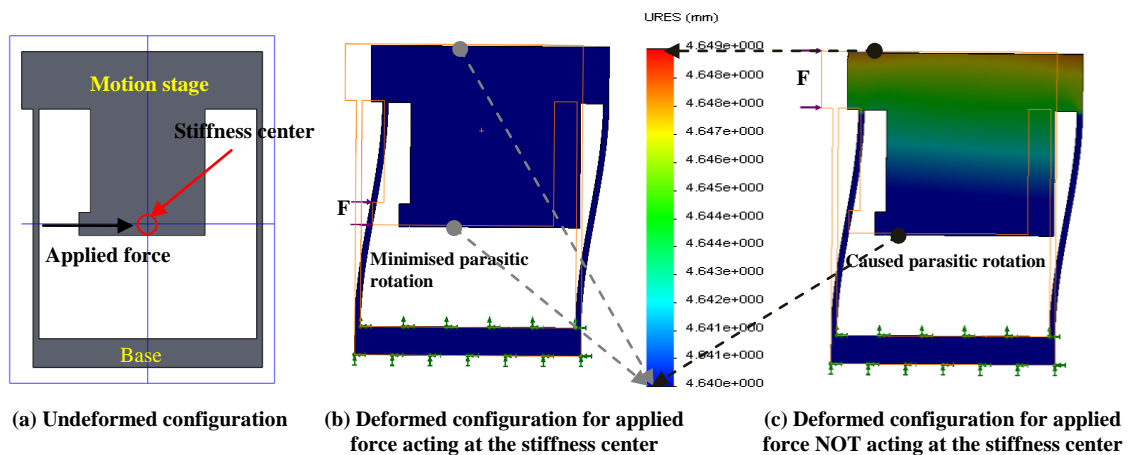 Motion stage
Stiffness center
Applied force
Base
(a) Undeformed configuration
F
Minimised parasitic
rotation
(b) Deformed configuration for applied
force acting at the stiffness center
URES (mm)
4.649e+000
4.648e+000
4.648e+000
4.647e+000
4.646e+000
4.645e+000
4.644e+000
4.644e+000
4.643e+000
4.642e+000
4.641e+000
4.641e+000
4.640e+000
F
Caused parasitic rotation
(c) Deformed configuration for applied
force NOT acting at the stiffness center